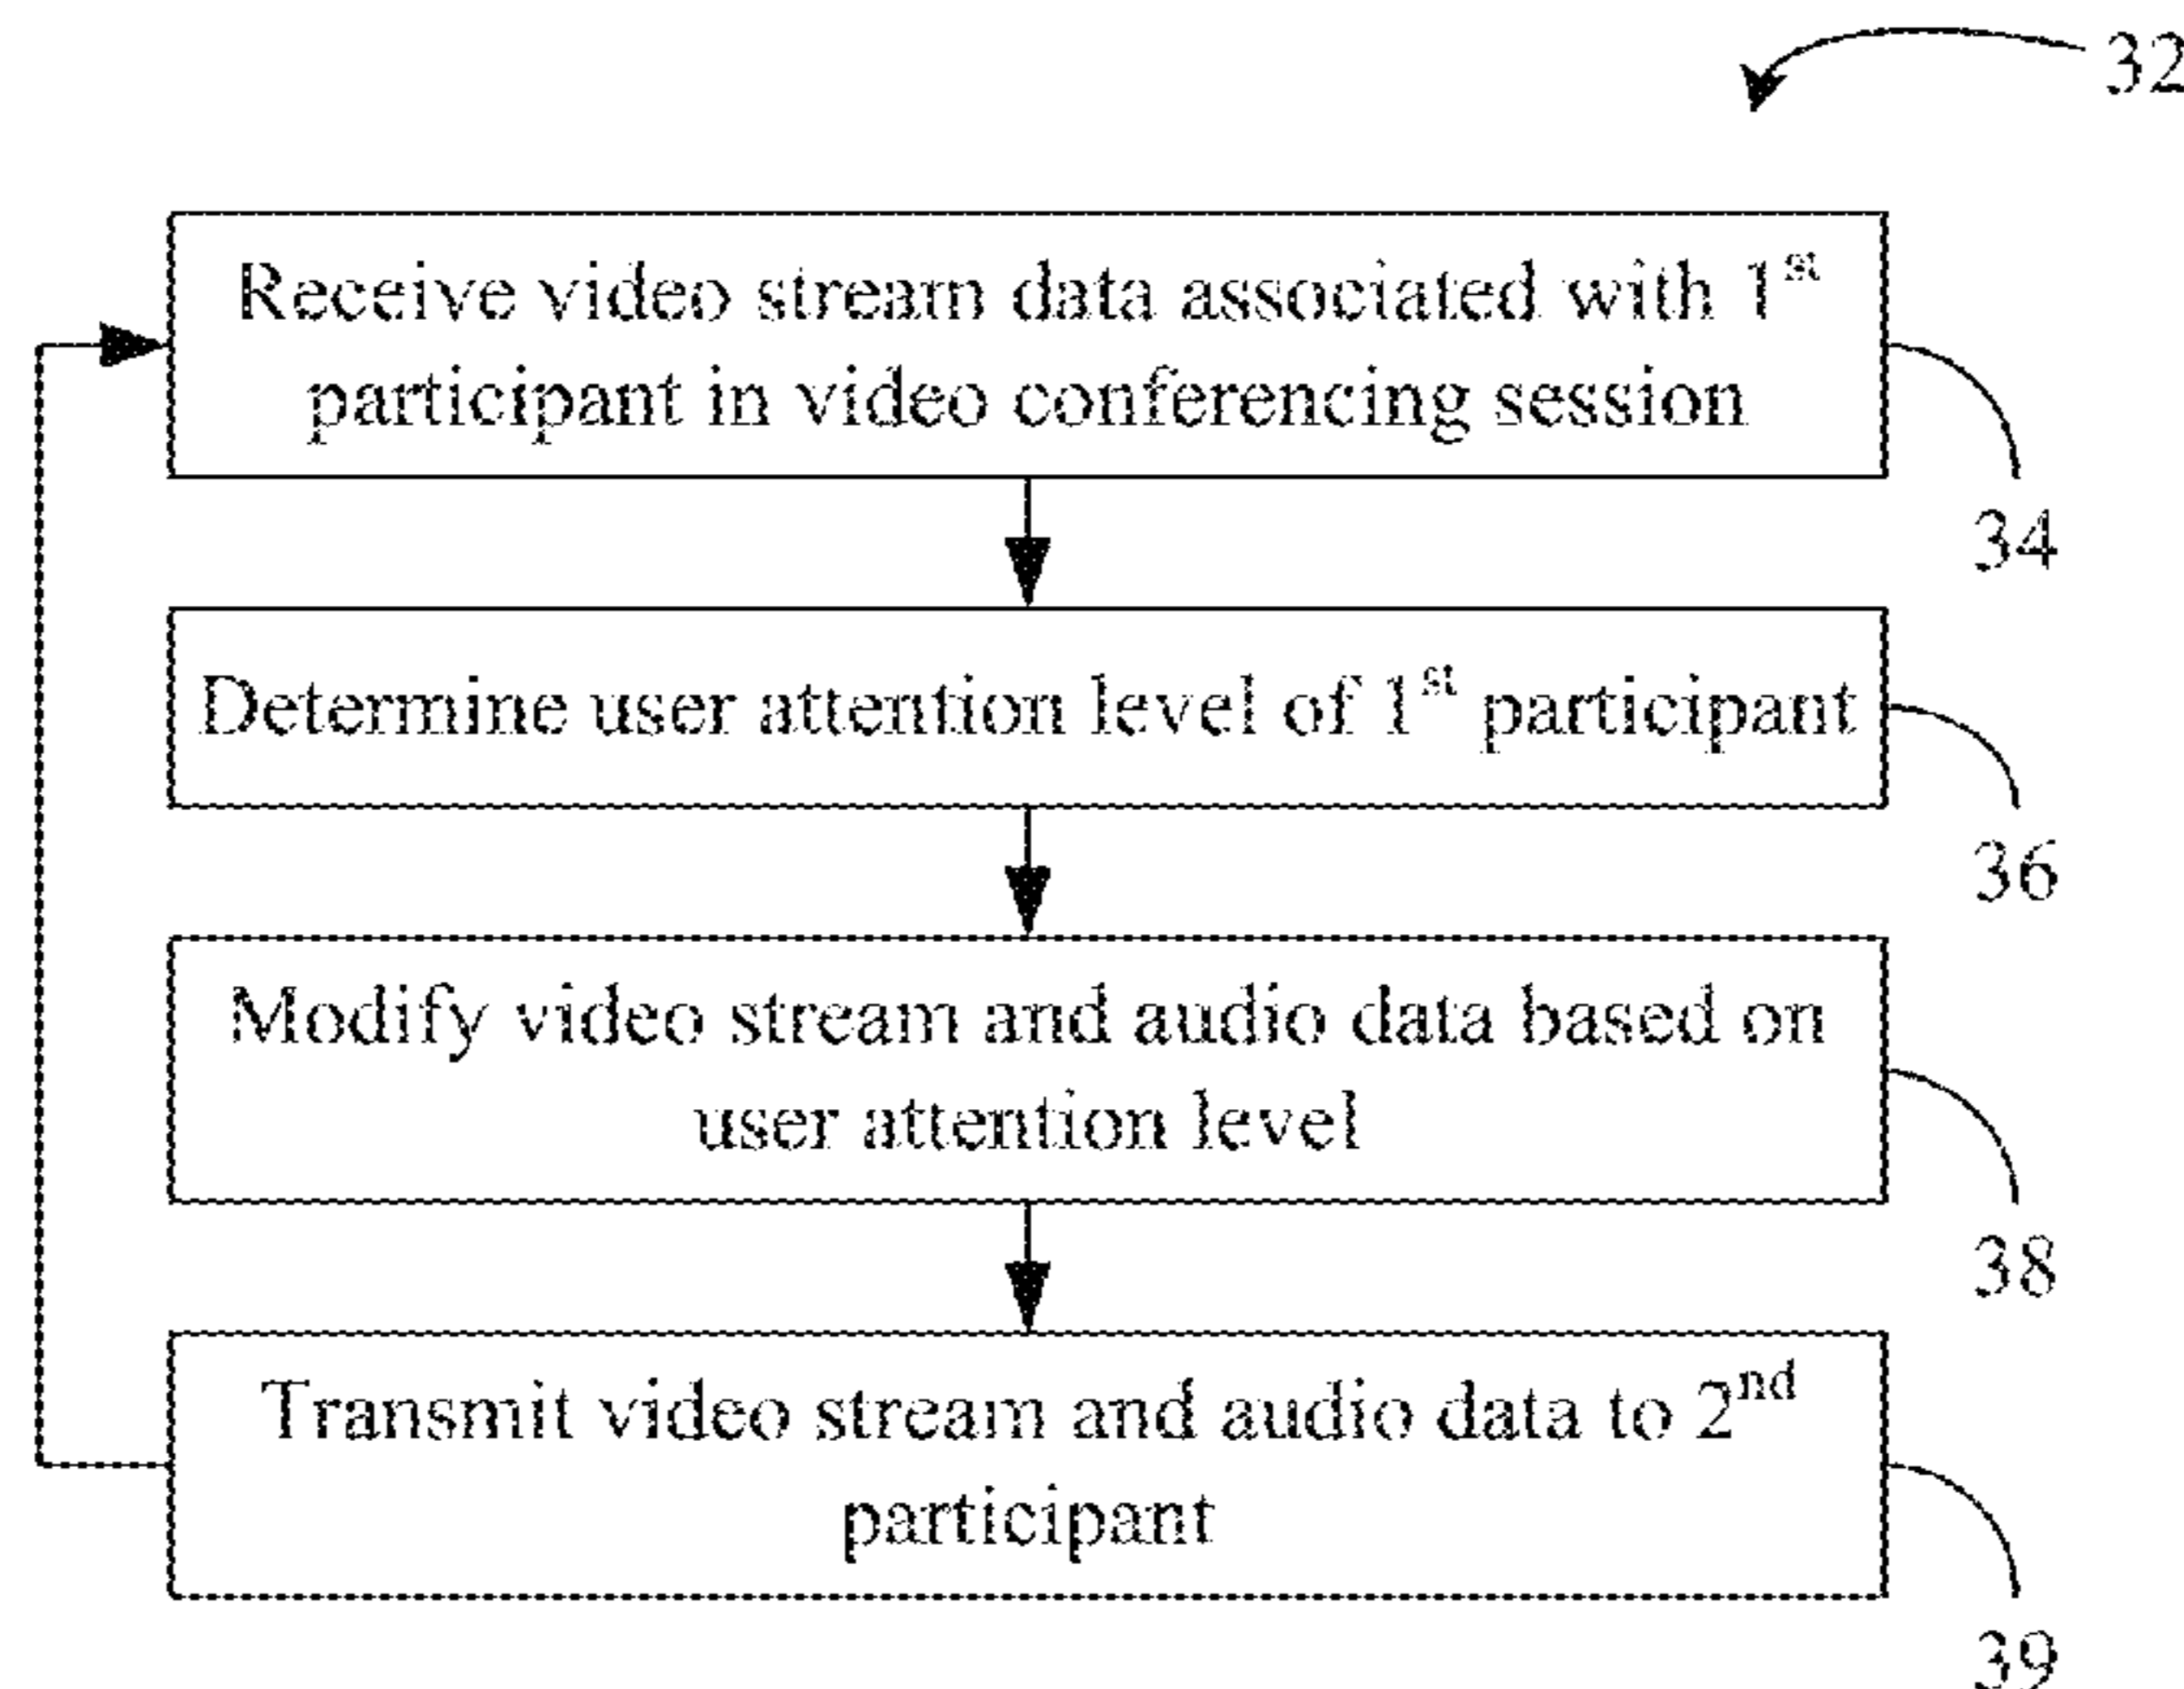 32
Receive video stream data associated with 1st
participant in video conferencing session
34
Determine user attention level of 1st participant
36
Modify video stream and audio data based on
user attention level
38
Transmit video stream and audio data to 2nd
participant
39